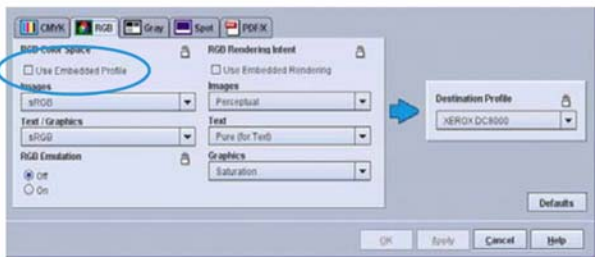 CMYK RGB Gray Spot PDF/X
RGB Color Space
Use Embedded Profile
Images
sRGB
Text / Graphics
sRGB
RGB Emulation
Off
On
RGB Rendering Intent
Use Embedded Rendering
Images
Perceptual
Text
Pure (for Text)
Graphics
Saturation
Destination Profile
XEROX DC8000
Defaults
OK Apply Cancel Help